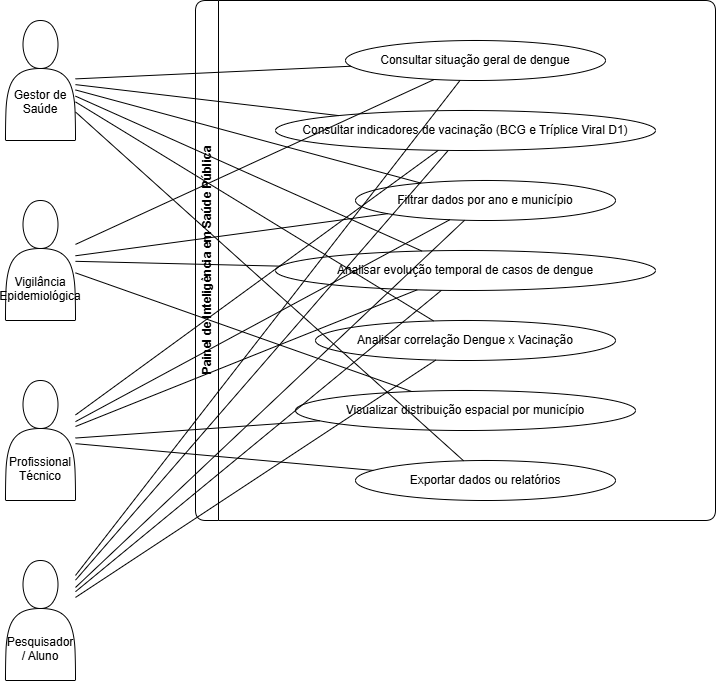 Gestor de
Saúde
Vigilância
Epidemiológica
Profissional
Técnico
Pesquisador
/ Aluno
Painel de Inteligência em Saúde Pública
Consultar situação geral de dengue
Consultar indicadores de vacinação (BCG e Tríplice Viral D1)
Filtrar dados por ano e município
Analisar evolução temporal de casos de dengue
Analisar correlação Dengue x Vacinação
Visualizar distribuição espacial por município
Exportar dados ou relatórios